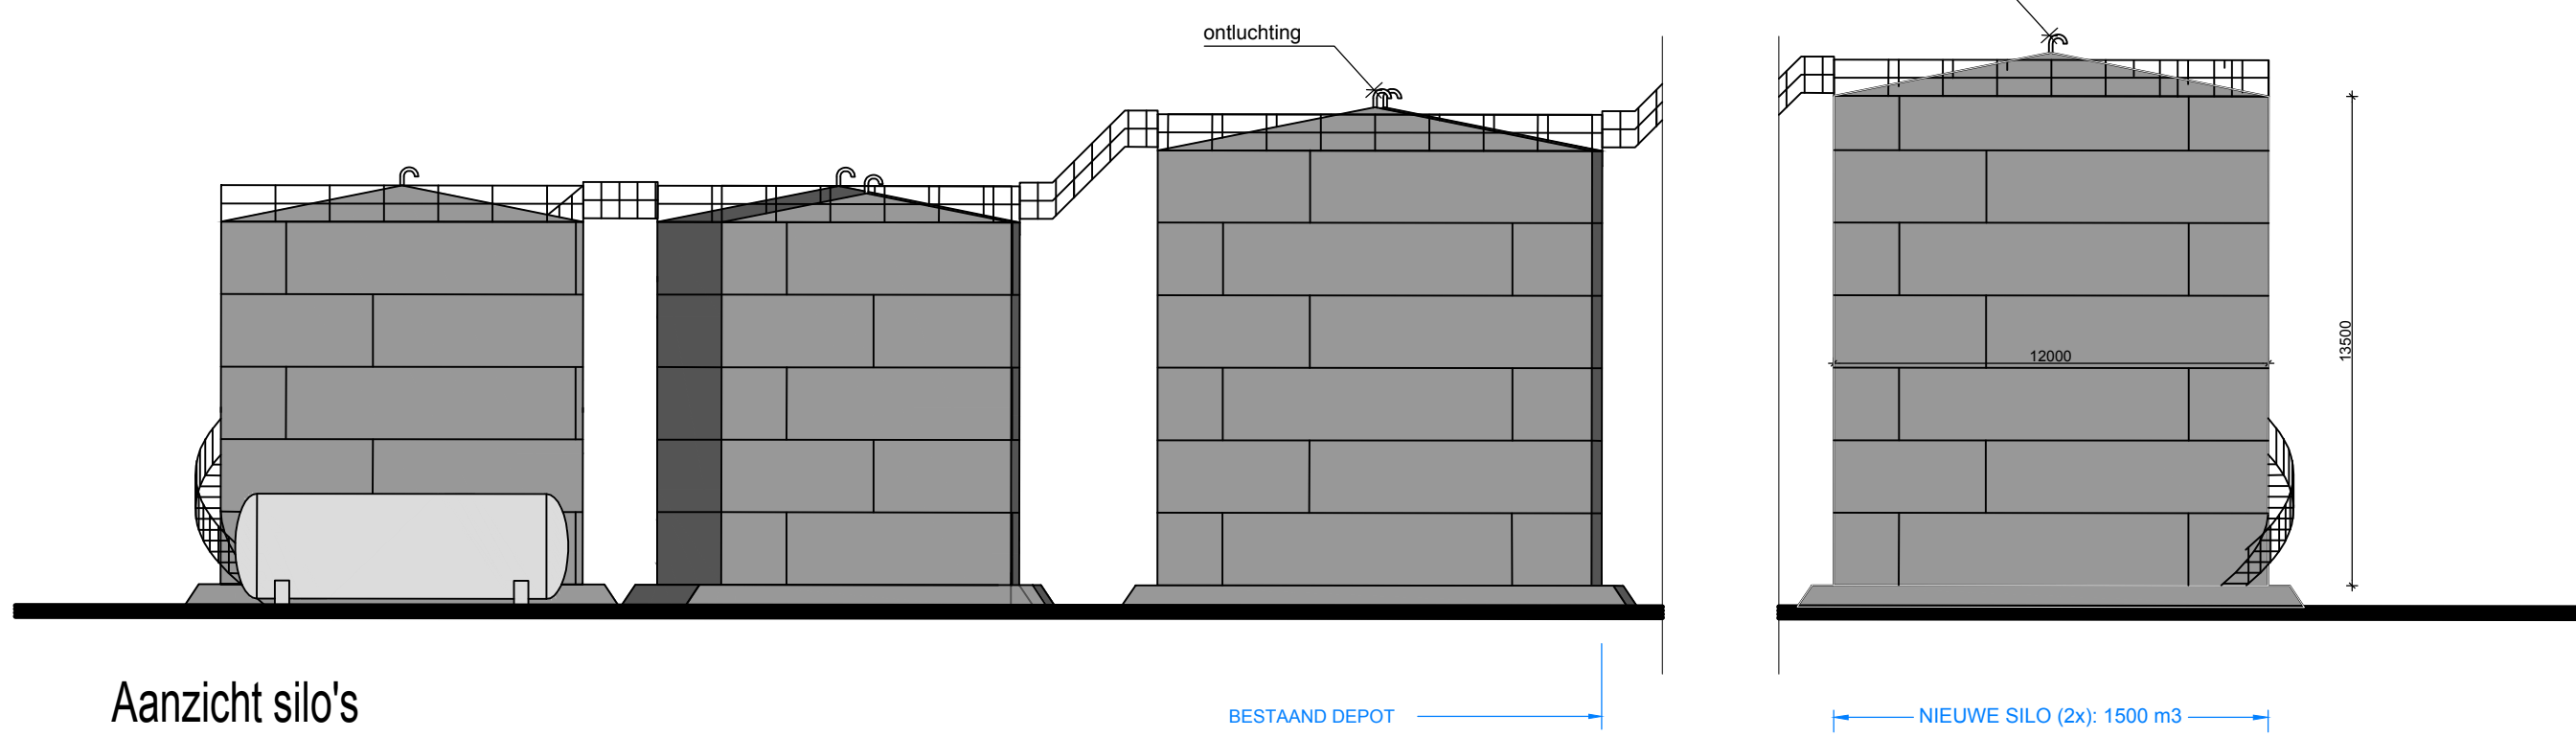 ontluchting
12000
13500
Aanzicht silo's
BESTAAND DEPOT
NIEUWE SILO (2x): 1500 m3